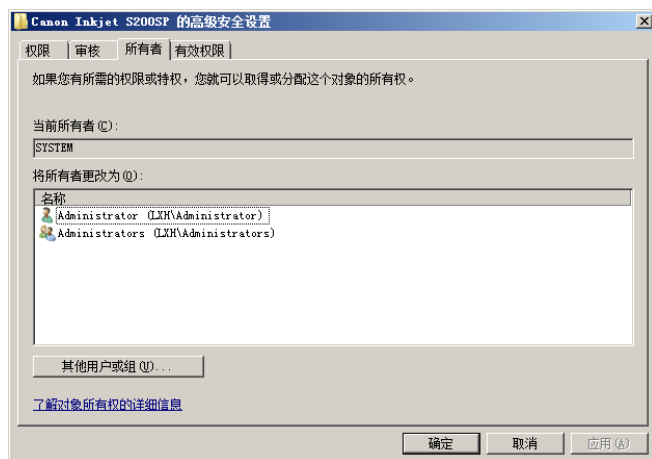 Canon Inkjet S200SP 的高级安全设置
权限 审核 所有者 有效权限
如果您有所需的权限或特权，您就可以取得或分配这个对象的所有权。
当前所有者(C):
SYSTEM
将所有者更改为(O):
名称
Administrator (LXH\Administrator)
Administrators (LXH\Administrators)
其他用户或组(U)...
了解对象所有权的详细信息
确定 取消 应用(A)